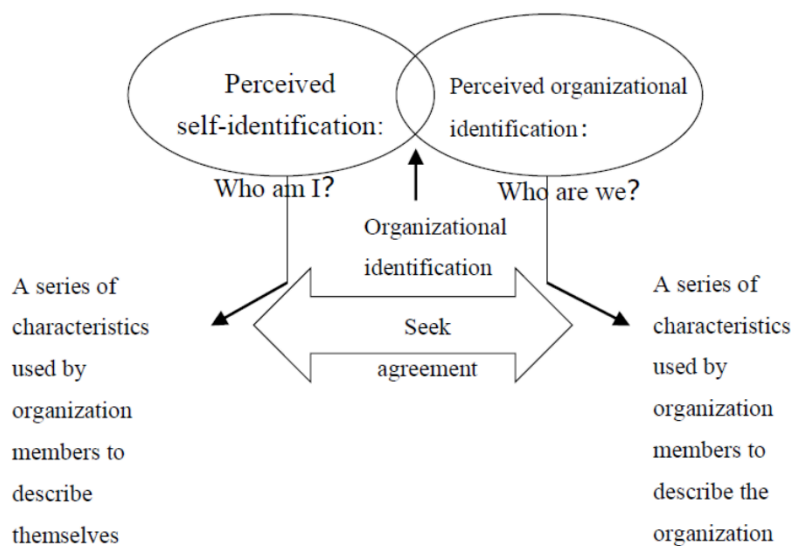 Perceived
self-identification:
Who am I?
Perceived organizational
identification：
Who are we?
Organizational
identification
Seek
agreement
A series of
characteristics
used by
organization
members to
describe
themselves
A series of
characteristics
used by
organization
members to
describe the
organization